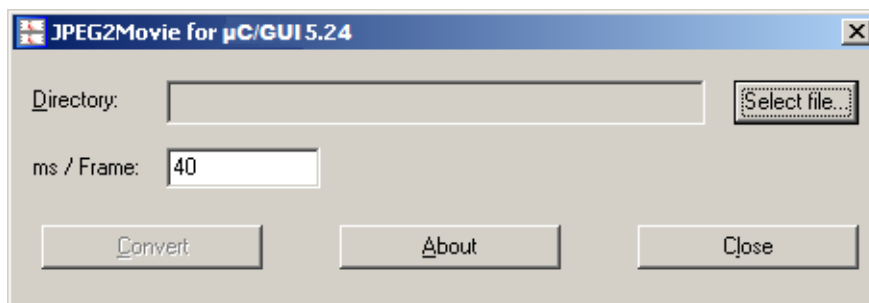 JPEG2Movie for µC/GUI 5.24
Directory: Select file...
ms / Frame: 40
Convert About Close